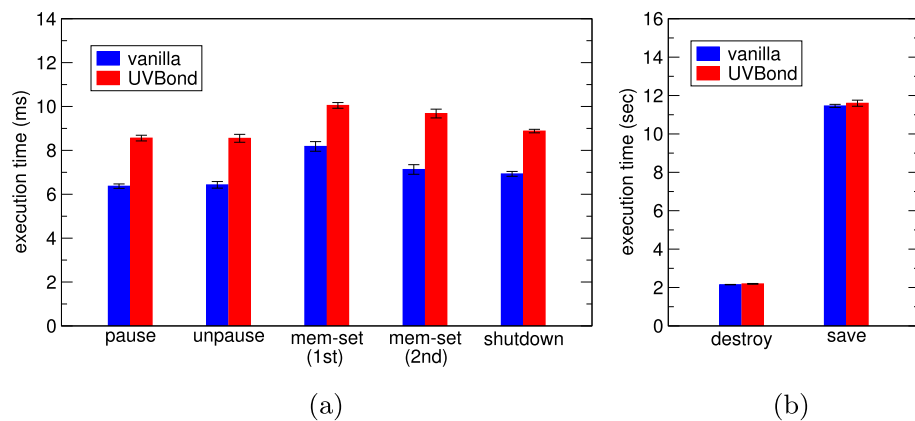 14
12
10
8
6
4
2
0
execution time (ms)
vanilla
UVBond
pause
unpause
mem-set
(1st)
mem-set
(2nd)
shutdown
(a)
16
14
12
10
8
6
4
2
0
execution time (sec)
vanilla
UVBond
destroy
save
(b)